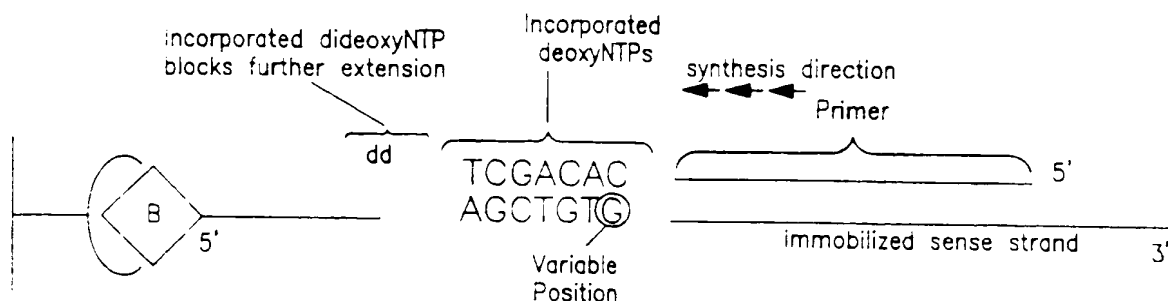 Incorporated dideoxyNTP
blocks further extension
Incorporated
deoxyNTPs
synthesis direction
Primer
dd
5'
TCGACAC
AGCTGTG
B
5'
immobilized sense strand
3'
Variable
Position